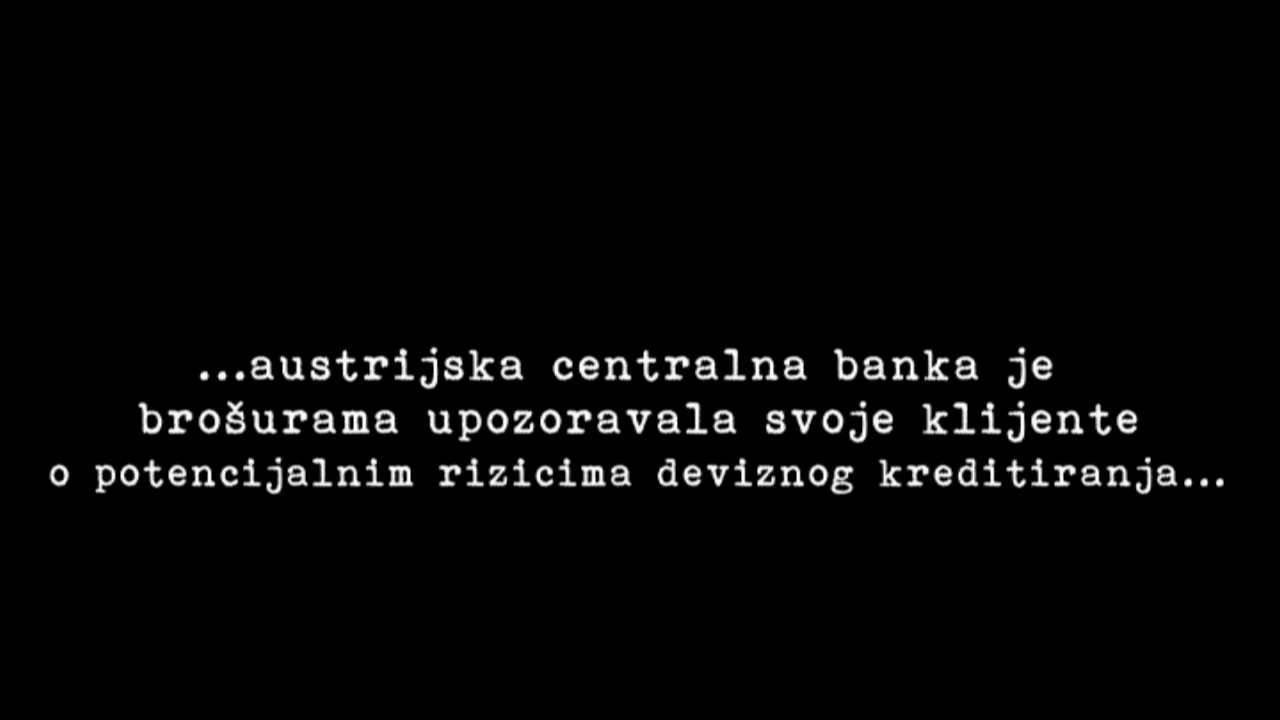 ...austrijska centralna banka je
brošurama upozoravala svoje klijente
o potencijalnim rizicima deviznog kreditiranja...